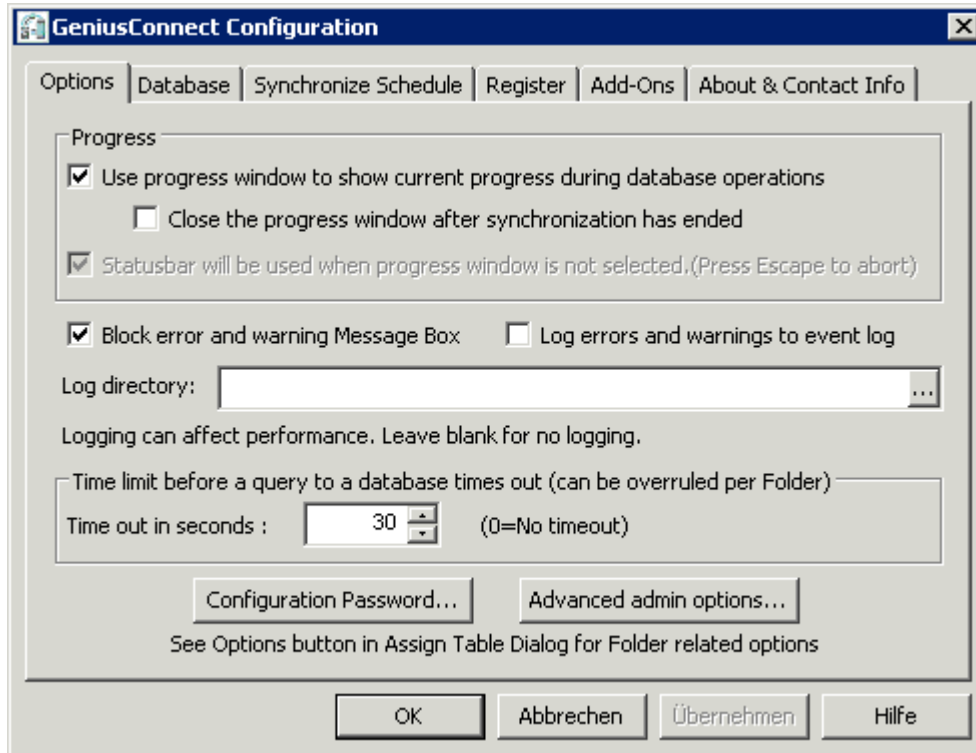 GeniusConnect Configuration
Options Database Synchronize Schedule Register Add-Ons About & Contact Info
Progress
Use progress window to show current progress during database operations
Close the progress window after synchronization has ended
Statusbar will be used when progress window is not selected.(Press Escape to abort)
Block error and warning Message Box Log errors and warnings to event log
Log directory: ...
Logging can affect performance. Leave blank for no logging.
Time limit before a query to a database times out (can be overruled per Folder)
Time out in seconds : 30 (0=No timeout)
Configuration Password... Advanced admin options...
See Options button in Assign Table Dialog for Folder related options
OK Abbrechen Übernehmen Hilfe